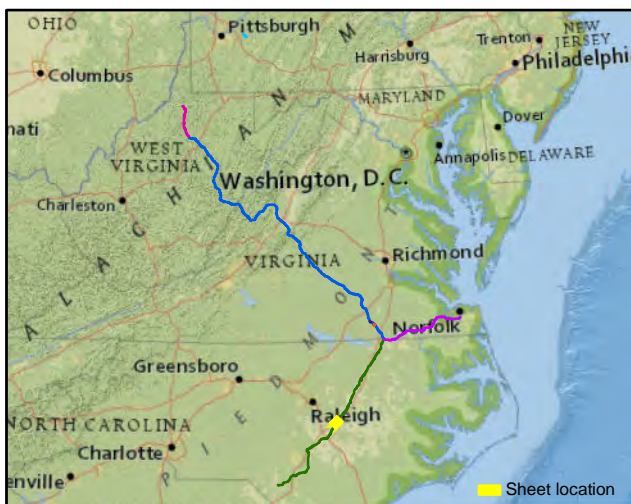 OHIO
Pittsburgh
NEW
JERSEY
Trenton
Harrisburg
Philadelphia
Columbus
MARYLAND
Dover
nati
WEST
VIRGINIA
Annapolis
DELAWARE
Washington, D.C.
Charleston
A L A C H I A N M
Richmond
VIRGINIA
Norfolk
Greensboro
P I E D M O N T
Raleigh
NORTH CAROLINA
Charlotte
enville
Sheet location